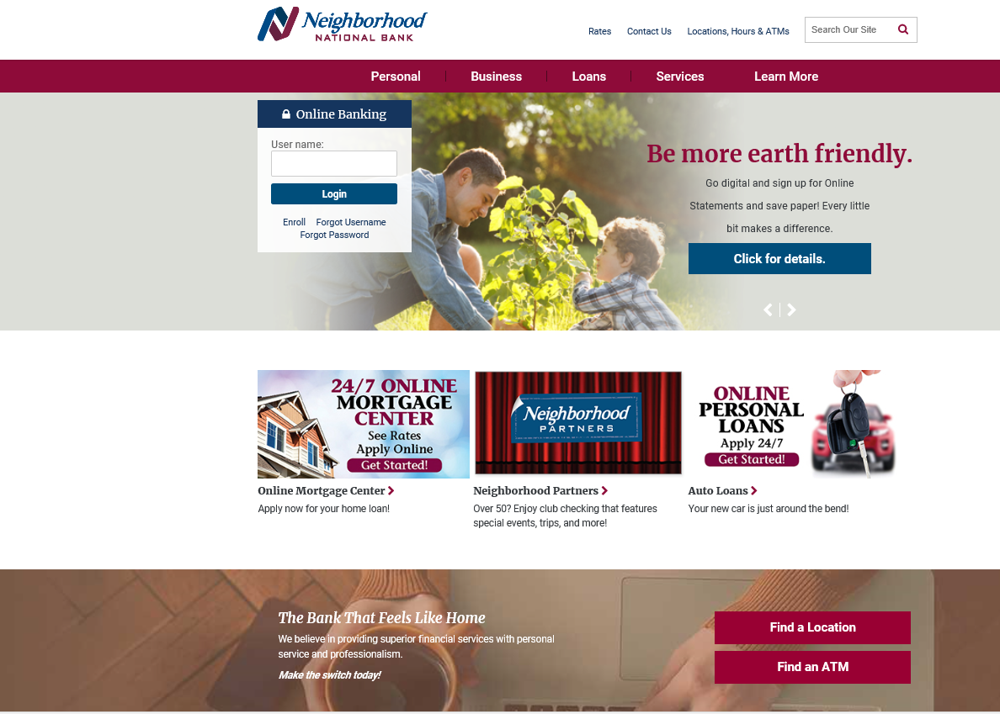 Neighborhood
NATIONAL BANK
Rates Contact Us Locations, Hours & ATMs Search Our Site
Personal Business Loans Services Learn More
Online Banking
User name:
Login
Enroll Forgot Username
Forgot Password
Be more earth friendly.
Go digital and sign up for Online
Statements and save paper! Every little
bit makes a difference.
Click for details.
24/7 ONLINE
MORTGAGE
CENTER
See Rates
Apply Online
Get Started!
Online Mortgage Center
Apply now for your home loan!
Neighborhood
PARTNERS
Neighborhood Partners
Over 50? Enjoy club checking that features
special events, trips, and more!
ONLINE
PERSONAL
LOANS
Apply 24/7
Get Started!
Auto Loans
Your new car is just around the bend!
The Bank That Feels Like Home
We believe in providing superior financial services with personal
service and professionalism.
Make the switch today!
Find a Location
Find an ATM